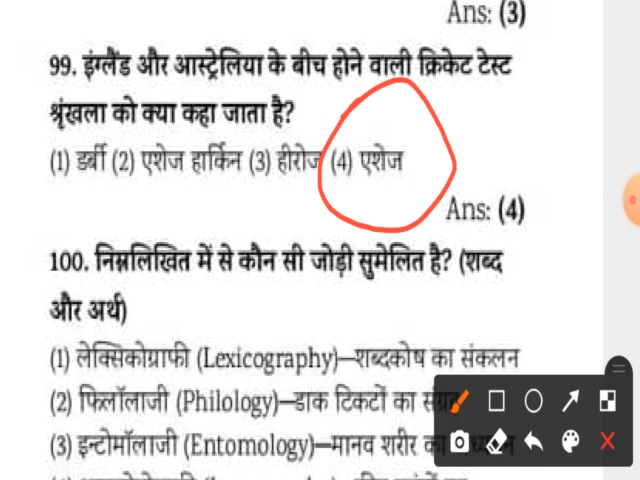 Ans: (3)
99. इंग्लैंड और आस्ट्रेलिया के बीच होने वाली क्रिकेट टेस्ट
श्रृंखला को क्या कहा जाता है?
(1) डर्बी (2) एशेज हार्किन (3) हीरोज (4) एशेज
Ans: (4)
100. निम्नलिखित में से कौन सी जोड़ी सुमेलित है? (शब्द
और अर्थ)
(1) लेक्सिकोग्राफी (Lexicography)—शब्दकोष का संकलन
(2) फिलॉलाजी (Philology)—डाक टिकटों का
(3) इन्टोमॉलाजी (Entomology)—मानव शरीर का